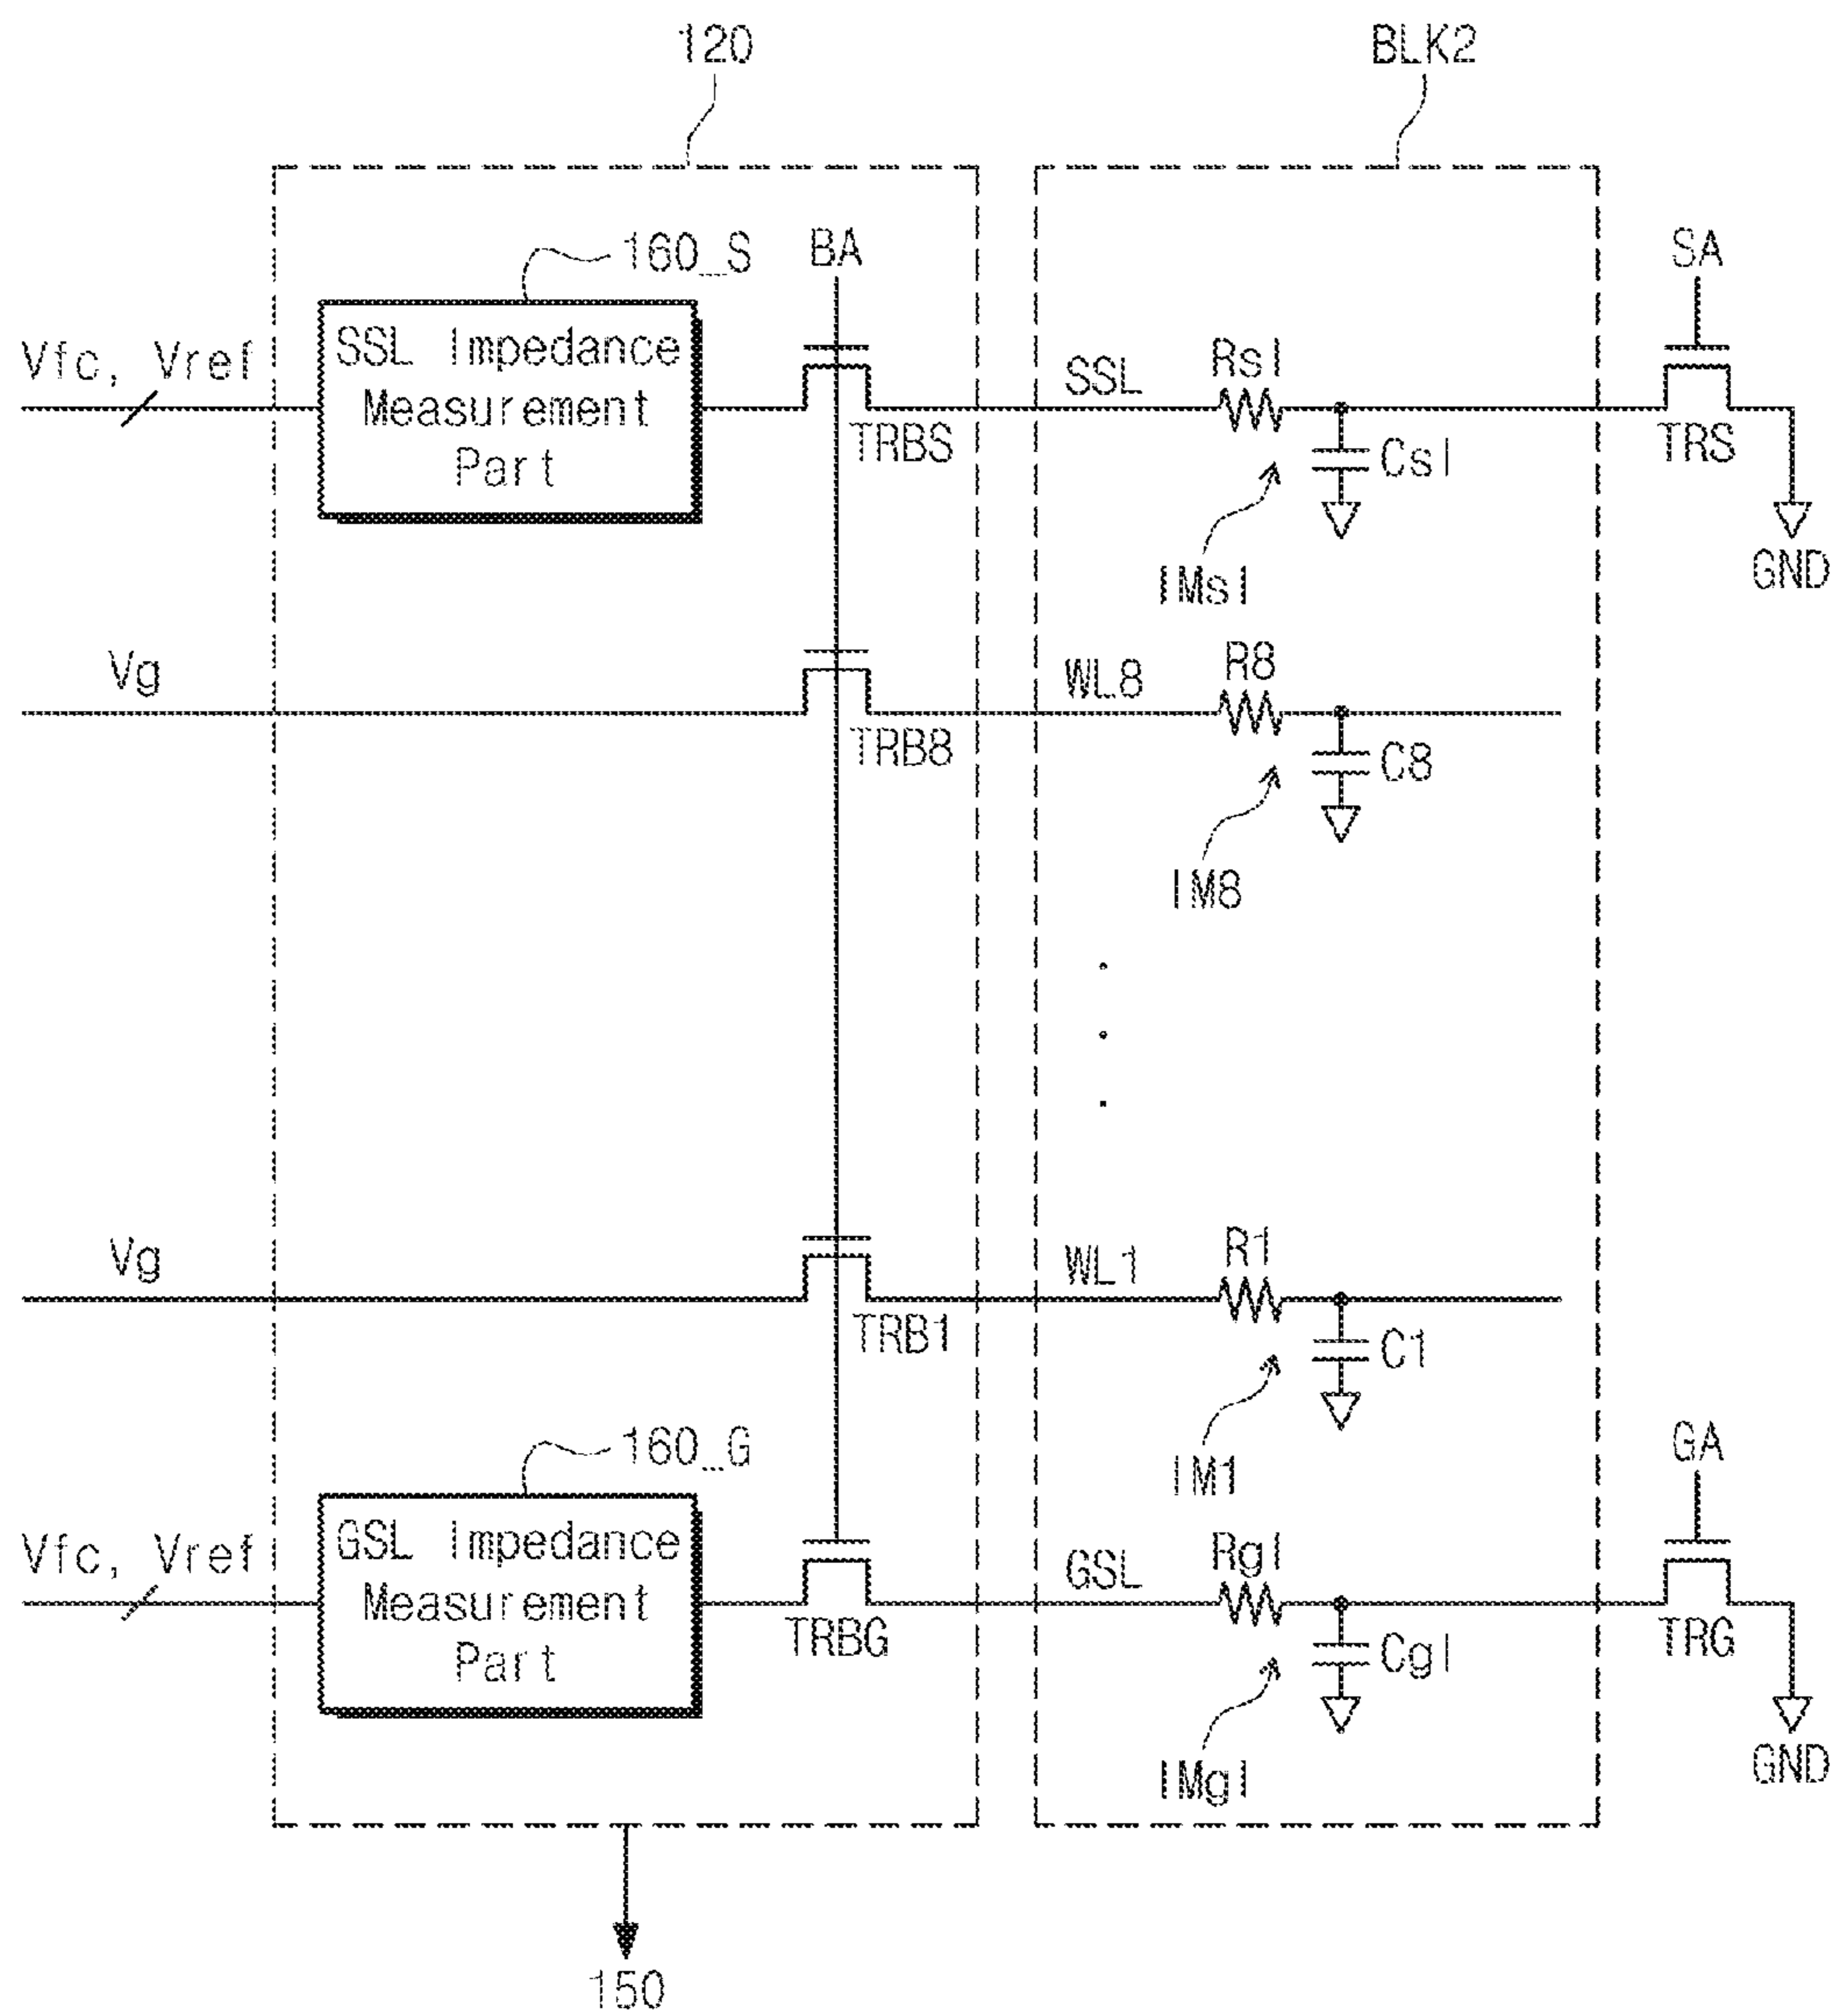 120
BLK2
160_S
BA
SA
Vfc, Vref
SSL Impedance
Measurement
Part
SSL
Rsl
TRBS
Csl
TRS
IMsl
GND
Vg
WL8
R8
TRB8
C8
IM8
Vg
WL1
R1
TRB1
C1
IM1
160_G
GA
Vfc, Vref
GSL Impedance
Measurement
Part
GSL
Rgl
TRBG
Cgl
TRG
IMgl
GND
150